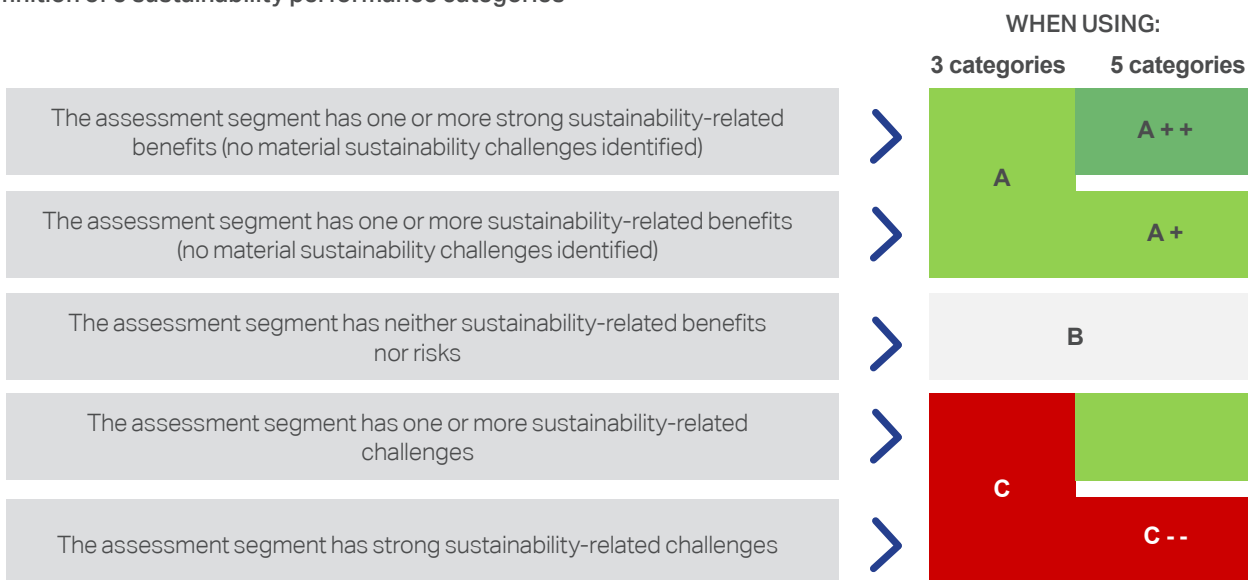 sustainability performance categories
WHEN USING:
3 categories 5 categories
The assessment segment has one or more strong sustainability-related
benefits (no material sustainability challenges identified)
A + +
A
The assessment segment has one or more sustainability-related benefits
(no material sustainability challenges identified)
A +
The assessment segment has neither sustainability-related benefits
nor risks
B
The assessment segment has one or more sustainability-related
challenges
C
The assessment segment has strong sustainability-related challenges
C - -